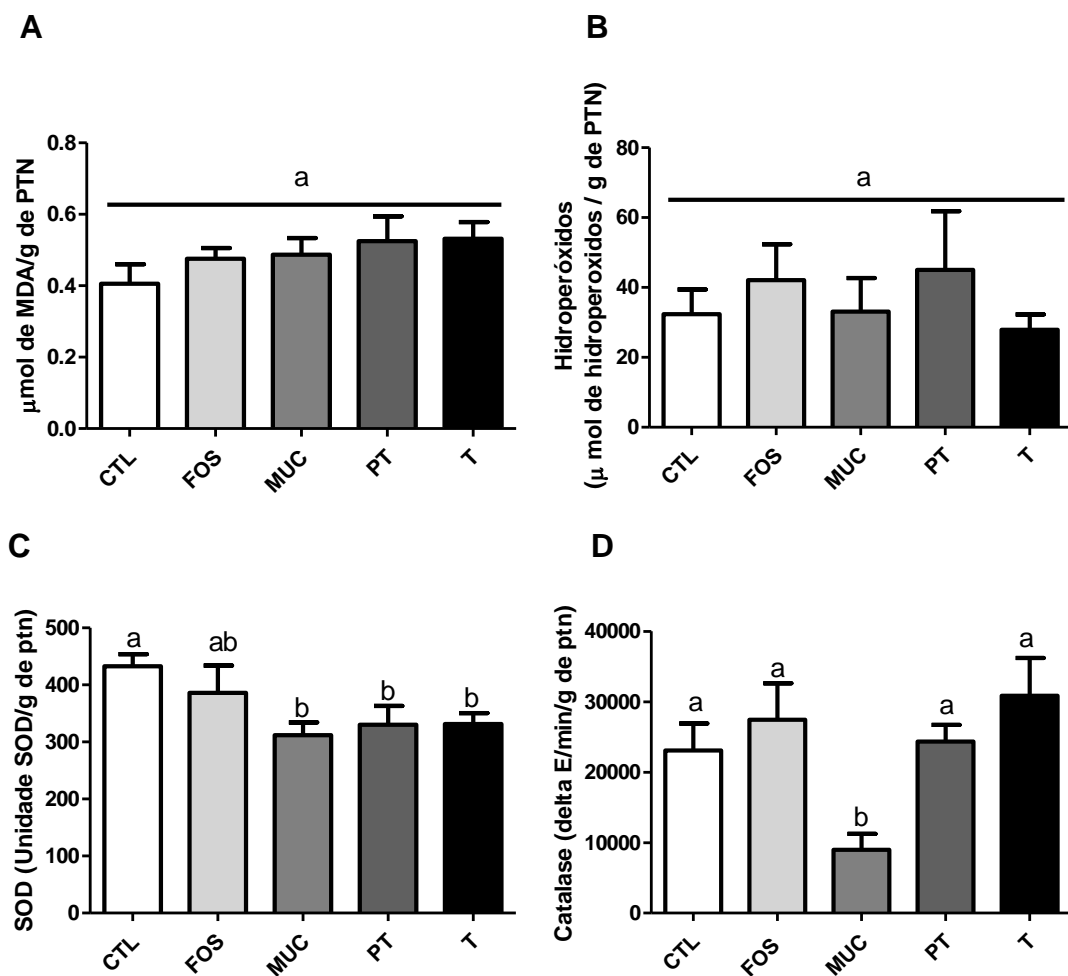 A
μmol de MDA/g de PTN
0.8
0.6
0.4
0.2
0.0
a
CTL
FOS
MUC
PT
T
B
Hidroperóxidos
(μ mol de hidroperoxidos / g de PTN)
80
60
40
20
0
a
CTL
FOS
MUC
PT
T
C
SOD (Unidade SOD/g de ptn)
500
400
300
200
100
0
a
ab
b
b
b
CTL
FOS
MUC
PT
T
D
Catalase (delta E/min/g de ptn)
40000
30000
20000
10000
0
a
a
b
a
a
CTL
FOS
MUC
PT
T